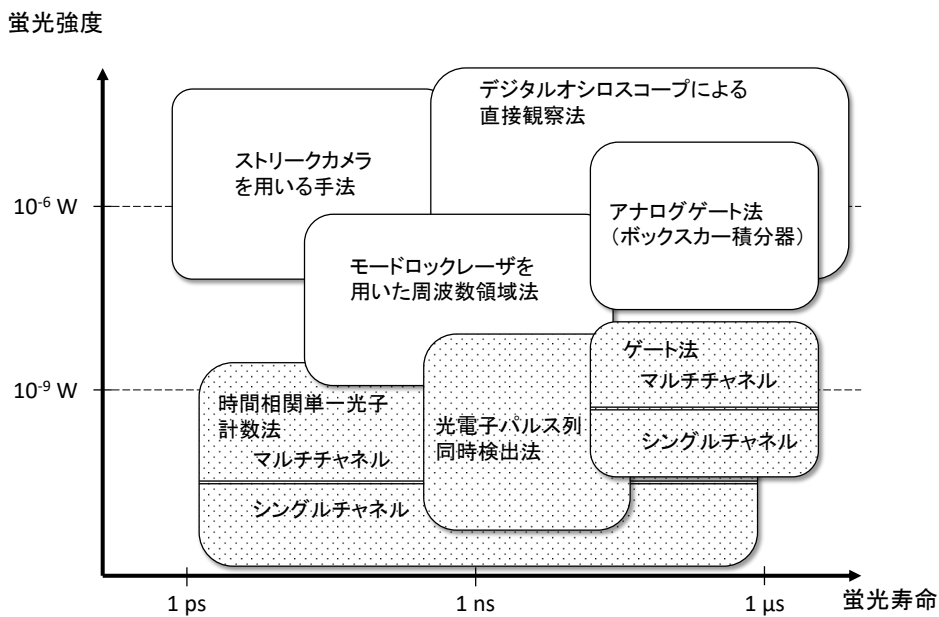 蛍光強度
デジタルオシロスコープによる
直接観察法
ストリークカメラ
を用いる手法
10-6 W
アナログゲート法
（ボックスカー積分器）
モードロックレーザを
用いた周波数領域法
ゲート法
マルチチャネル
10-9 W
時間相関単一光子
計数法
マルチチャネル
光電子パルス列
同時検出法
シングルチャネル
シングルチャネル
1 ps
1 ns
1 μs
蛍光寿命